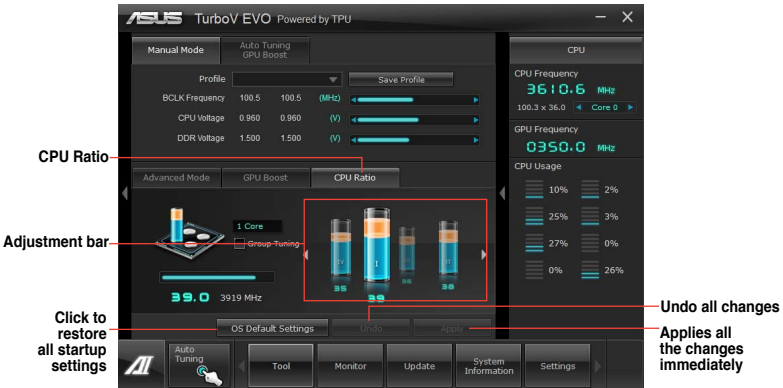 ASUS TurboV EVO Powered by TPU
Manual Mode
Auto Tuning
GPU Boost
Profile
Save Profile
BCLK Frequency 100.5 100.5 (MHz)
CPU Voltage 0.960 0.960 (V)
DDR Voltage 1.500 1.500 (V)
CPU
CPU Frequency
3610.6 MHz
100.3 x 36.0 Core 0
GPU Frequency
0350.0 MHz
CPU Usage
10% 2%
25% 3%
27% 0%
0% 26%
CPU Ratio
Advanced Mode GPU Boost CPU Ratio
Adjustment bar
1 Core
Group Tuning
IV I III
35 39 36 38
39.0 3919 MHz
Click to
restore
all startup
settings
OS Default Settings Undo Apply
Undo all changes
Applies all
the changes
immediately
AI
Auto
Tuning
Tool Monitor Update System
Information Settings